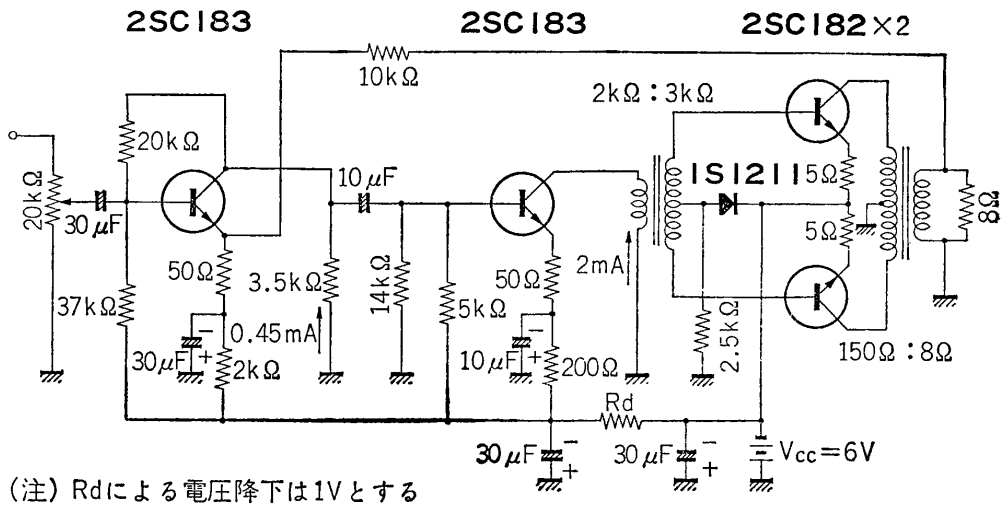 2SC183
2SC183
2SC182×2
10kΩ
2kΩ：3kΩ
20kΩ
10μF
1S1211
5Ω
20kΩ
30μF
8Ω
5Ω
50Ω
3.5kΩ
14kΩ
50Ω
2mA
37kΩ
5kΩ
2.5kΩ
0.45mA
−
30μF
+
2kΩ
−
10μF
+
200Ω
150Ω：8Ω
Rd
30μF
−
+
30μF
−
+
Vcc=6V
(注) Rdによる電圧降下は1Vとする